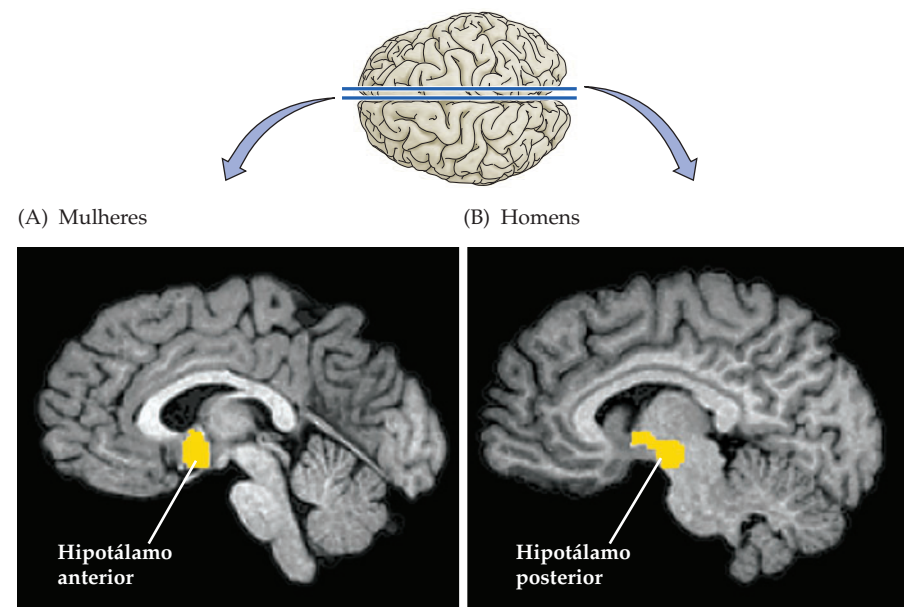 (A) Mulheres
(B) Homens
Hipotálamo
anterior
Hipotálamo
posterior